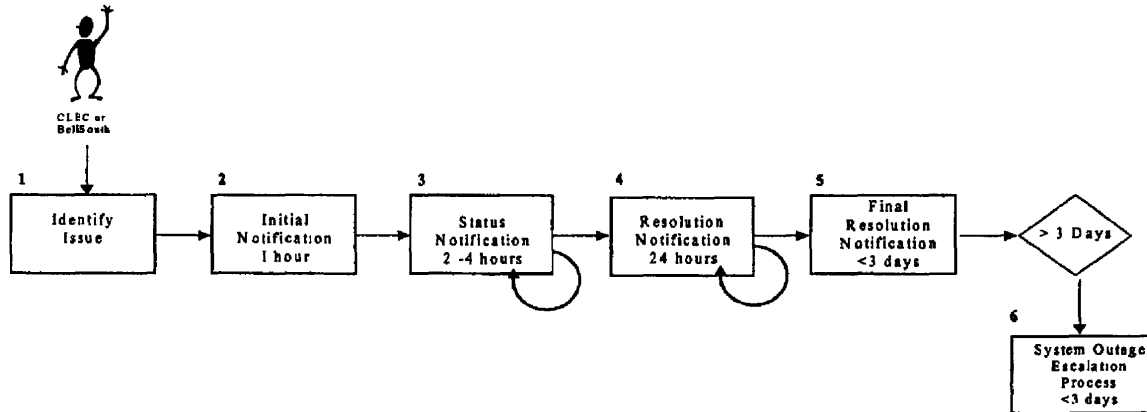 CLEC or
BellSouth
1
Identify
Issue
2
Initial
Notification
1 hour
3
Status
Notification
2 -4 hours
4
Resolution
Notification
24 hours
5
Final
Resolution
Notification
<3 days
> 3 Days
6
System Outage
Escalation
Process
<3 days